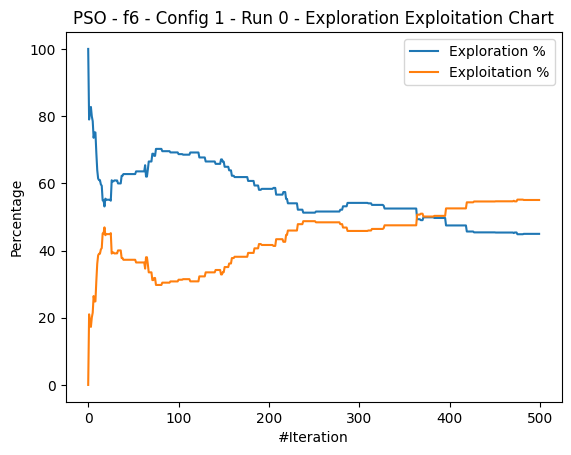 PSO - f6 - Config 1 - Run 0 - Exploration Exploitation Chart
Exploration %
Exploitation %
Percentage
100
80
60
40
20
0
0 100 200 300 400 500
#Iteration